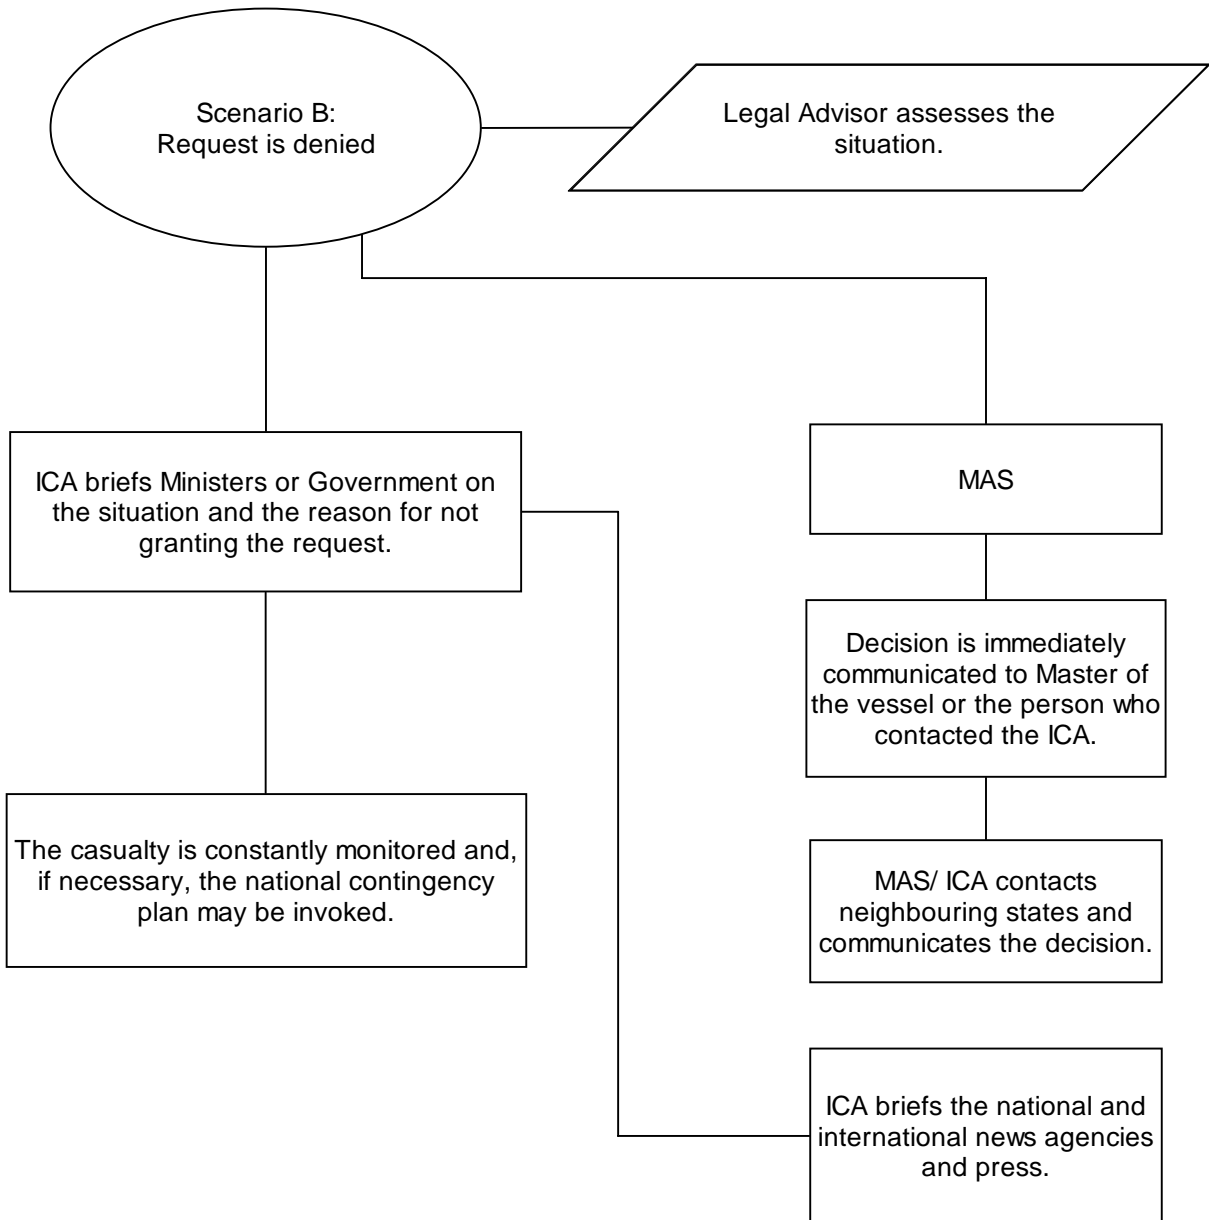 Scenario B:
Request is denied
Legal Advisor assesses the
situation.
ICA briefs Ministers or Government on
the situation and the reason for not
granting the request.
MAS
Decision is immediately
communicated to Master of
the vessel or the person who
contacted the ICA.
The casualty is constantly monitored and,
if necessary, the national contingency
plan may be invoked.
MAS/ ICA contacts
neighbouring states and
communicates the decision.
ICA briefs the national and
international news agencies
and press.